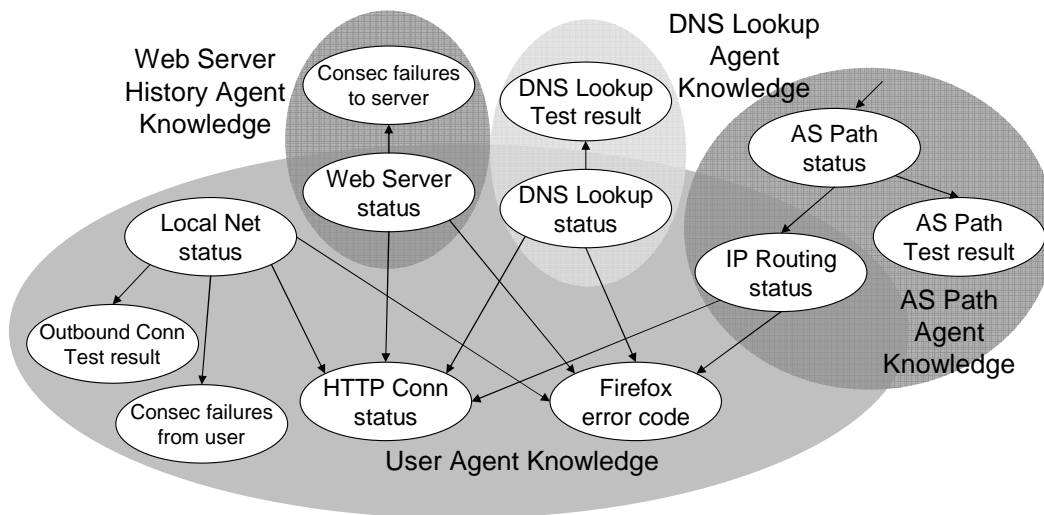 Web Server
History Agent
Knowledge
Consec failures
to server
DNS Lookup
Test result
DNS Lookup
Agent
Knowledge
AS Path
status
Web Server
status
DNS Lookup
status
Local Net
status
AS Path
Test result
IP Routing
status
AS Path
Agent
Knowledge
Outbound Conn
Test result
HTTP Conn
status
Firefox
error code
Consec failures
from user
User Agent Knowledge